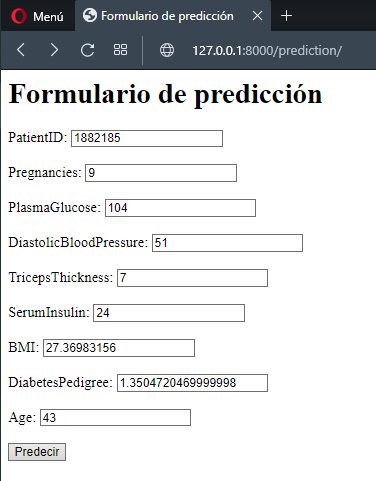 Menú
Formulario de predicción
127.0.0.1:8000/prediction/
Formulario de predicción
PatientID: 1882185
Pregnancies: 9
PlasmaGlucose: 104
DiastolicBloodPressure: 51
TricepsThickness: 7
SerumInsulin: 24
BMI: 27.36983156
DiabetesPedigree: 1.3504720469999998
Age: 43
Predecir